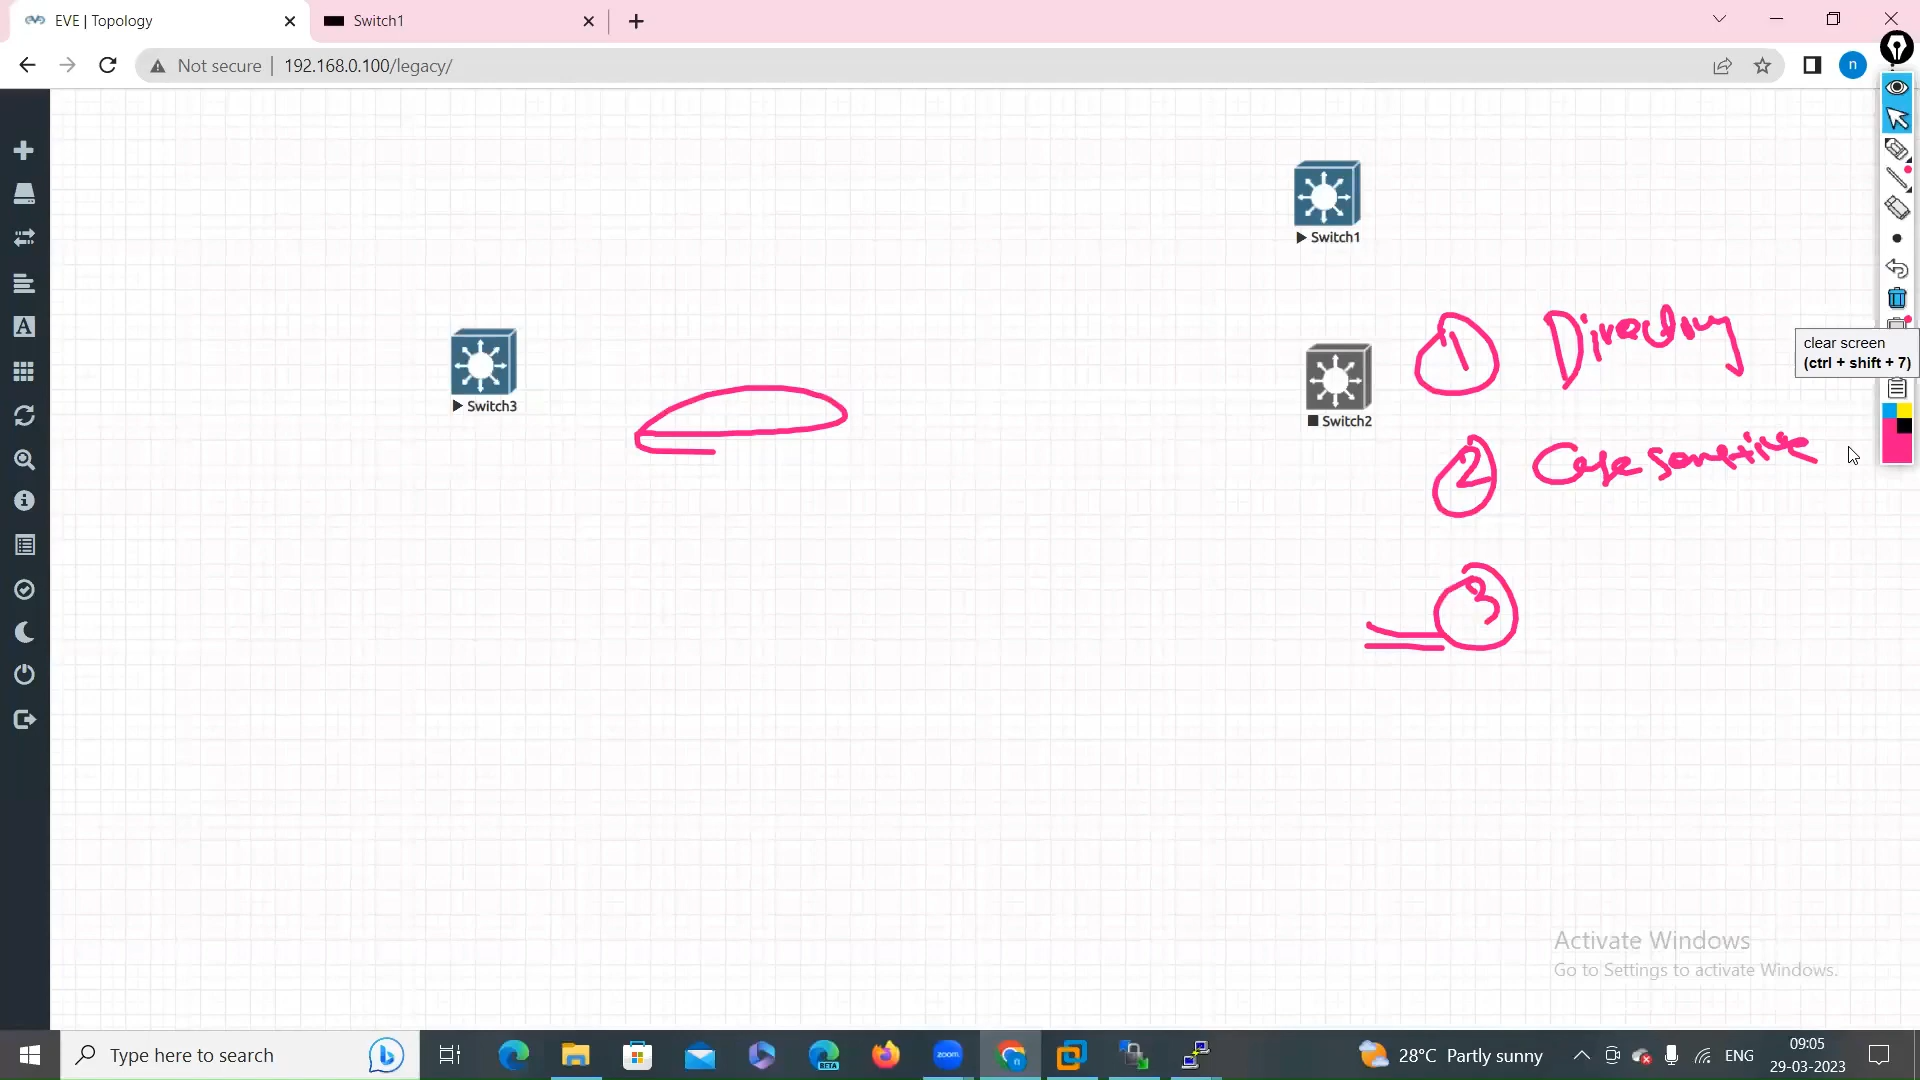 EVE | Topology
Switch1
Not secure
192.168.0.100/legacy/
n
Switch1
Switch3
Switch2
1 Directory
clear screen
(ctrl + shift + 7)
2 Case sensitive
3
Activate Windows
Go to Settings to activate Windows.
Type here to search
BETA
zoom
28°C Partly sunny
ENG
09:05
29-03-2023